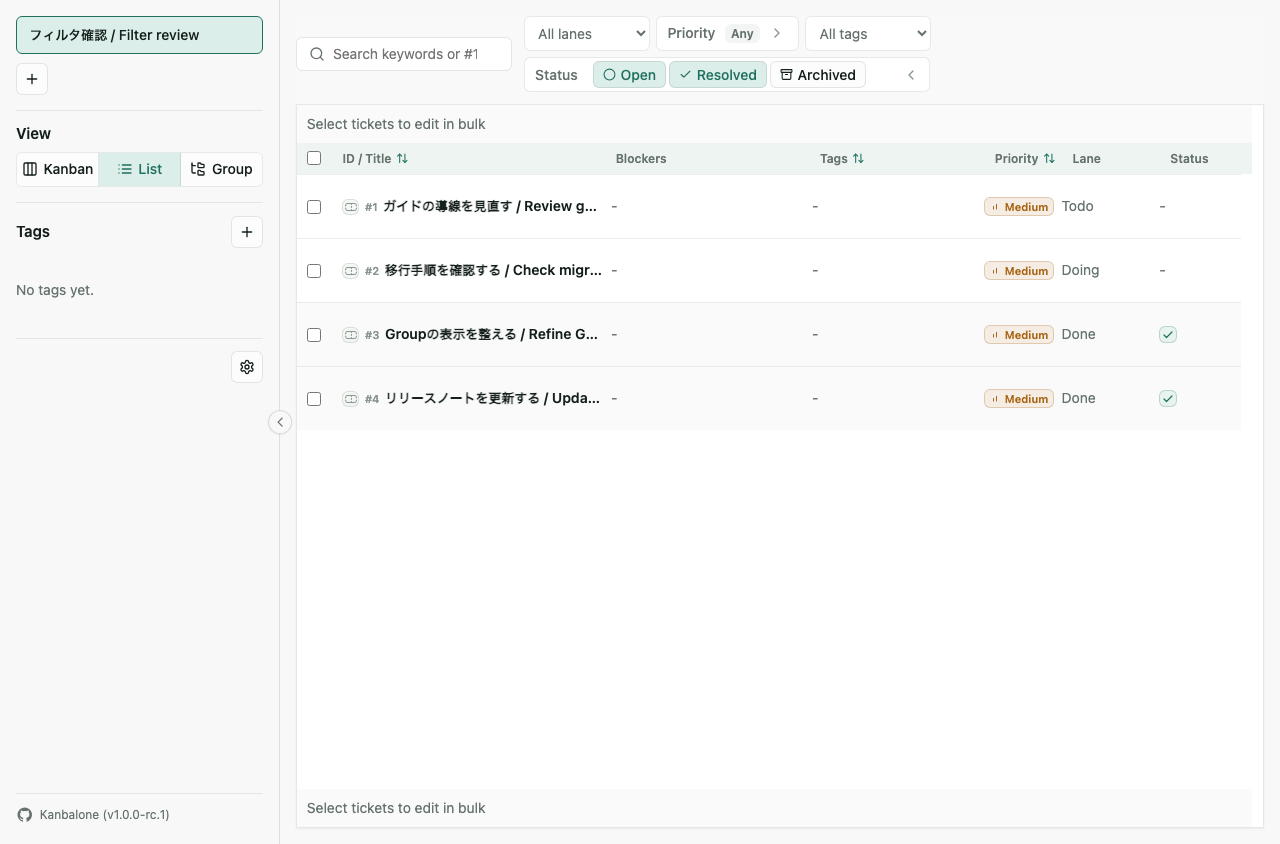 フィルタ確認 / Filter review
View
Kanban List Group
Tags
No tags yet.
Kanbalone (v1.0.0-rc.1)
Search keywords or #1
All lanes Priority Any All tags
Status Open Resolved Archived
Select tickets to edit in bulk
ID / Title Blockers Tags Priority Lane Status
#1 ガイドの導線を見直す / Review g... - - Medium Todo -
#2 移行手順を確認する / Check migr... - - Medium Doing -
#3 Groupの表示を整える / Refine G... - - Medium Done
#4 リリースノートを更新する / Upda... - - Medium Done
Select tickets to edit in bulk